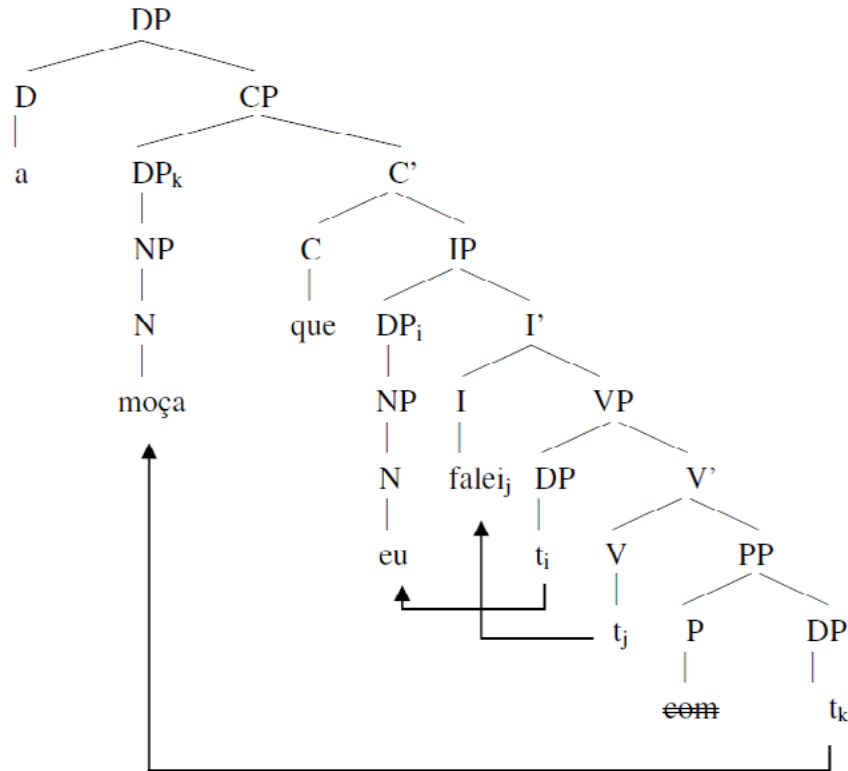 DP
D CP
a DPk C’
NP C IP
N que DPi I’
moça NP I VP
N faleij DP V’
eu ti V PP
tj P DP
com tk